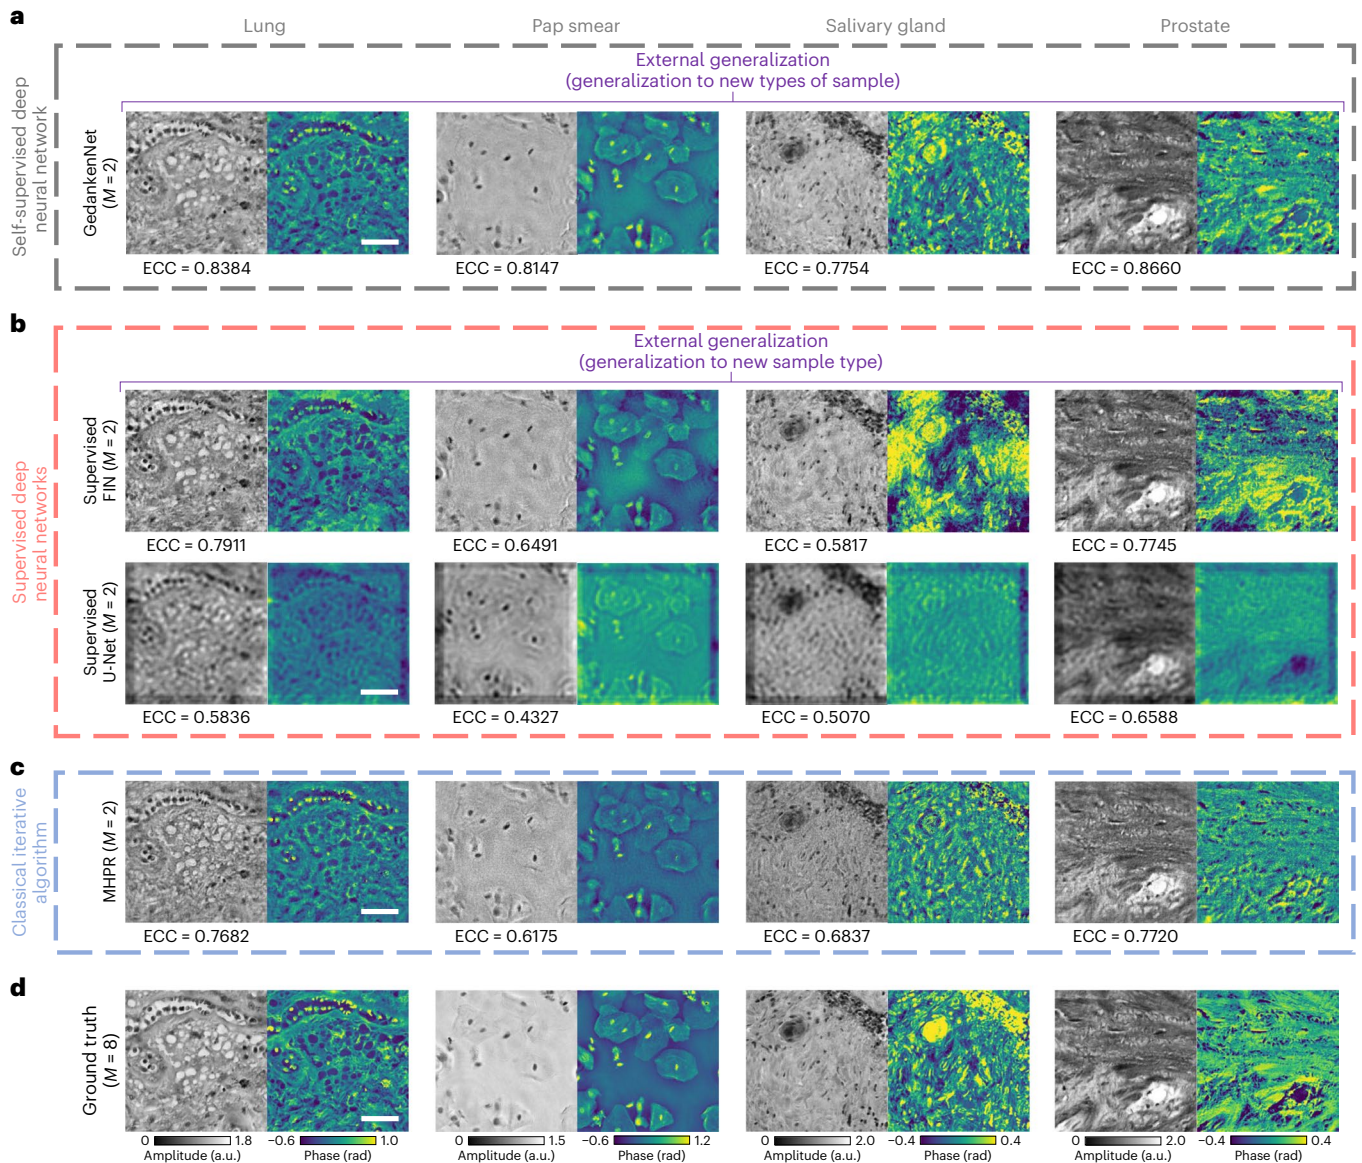 a
Lung
Pap smear
Salivary gland
Prostate
Self-supervised deep
neural network
External generalization
(generalization to new types of sample)
GedankenNet
(M = 2)
ECC = 0.8384
ECC = 0.8147
ECC = 0.7754
ECC = 0.8660
b
Supervised deep
neural networks
External generalization
(generalization to new sample type)
Supervised
FIN (M = 2)
ECC = 0.7911
ECC = 0.6491
ECC = 0.5817
ECC = 0.7745
Supervised
U-Net (M = 2)
ECC = 0.5836
ECC = 0.4327
ECC = 0.5070
ECC = 0.6588
c
Classical iterative
algorithm
MHPR (M = 2)
ECC = 0.7682
ECC = 0.6175
ECC = 0.6837
ECC = 0.7720
d
Ground truth
(M = 8)
0 1.8 −0.6 1.0 0 1.5 −0.6 1.2 0 2.0 −0.4 0.4 0 2.0 −0.4 0.4
Amplitude (a.u.) Phase (rad) Amplitude (a.u.) Phase (rad) Amplitude (a.u.) Phase (rad) Amplitude (a.u.) Phase (rad)